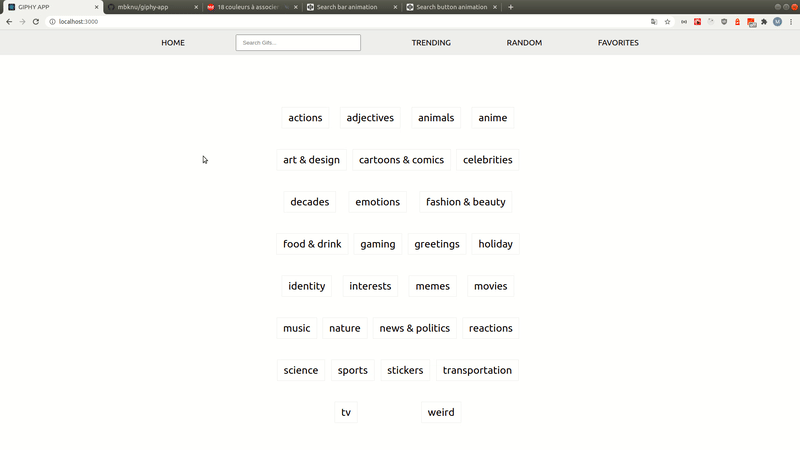 GIPHY APP
mbknu/giphy-app
18 couleurs à associe
Search bar animation
Search button animation
localhost:3000
HOME
Search Gifs...
TRENDING
RANDOM
FAVORITES
actions adjectives animals anime
art & design cartoons & comics celebrities
decades emotions fashion & beauty
food & drink gaming greetings holiday
identity interests memes movies
music nature news & politics reactions
science sports stickers transportation
tv weird